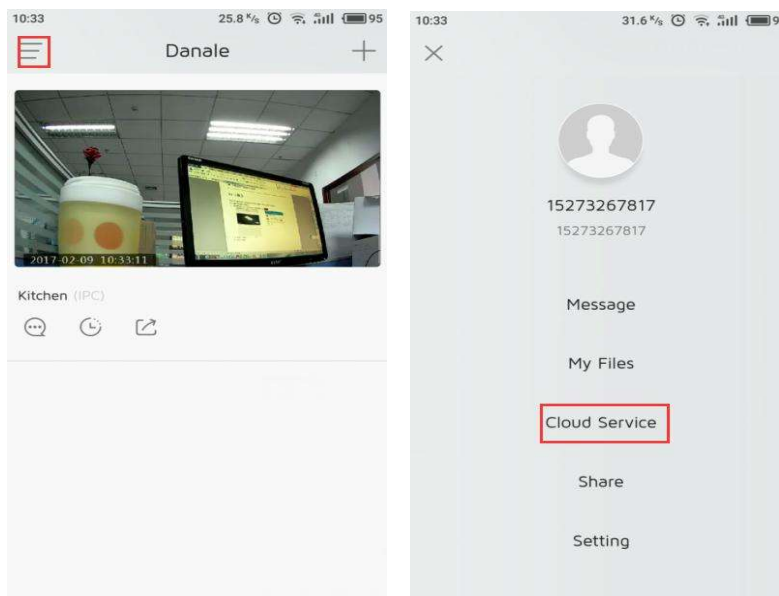 10:33
25.8 K/s
95
Danale
2017-02-09 10:33:11
Kitchen (IPC)
10:33
31.6 K/s
15273267817
15273267817
Message
My Files
Cloud Service
Share
Setting